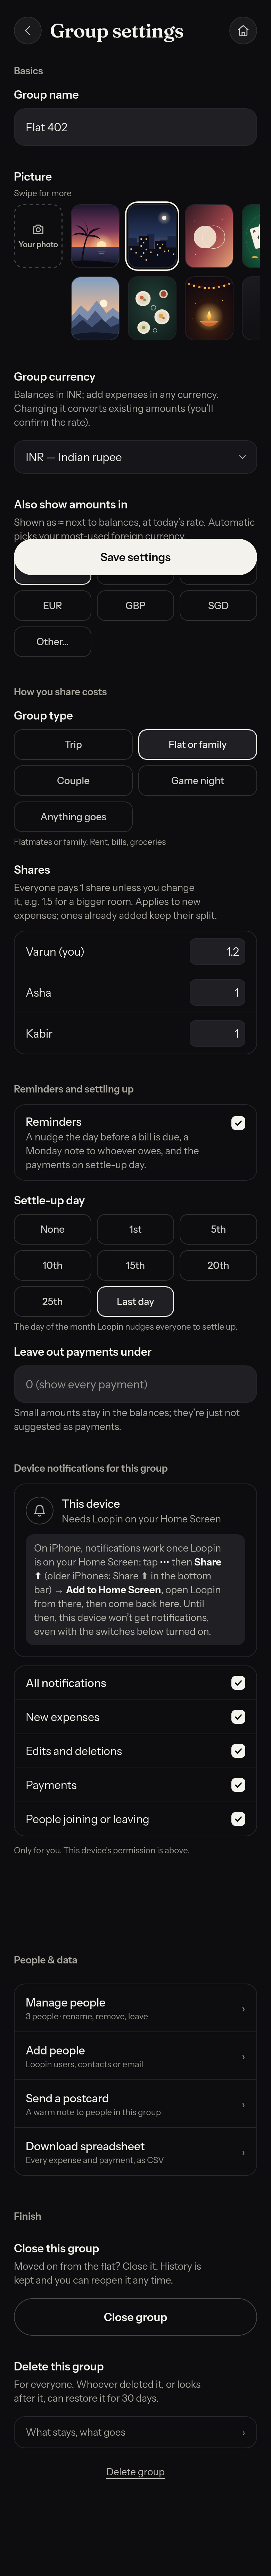 Group settings
Basics
Group name
Flat 402
Picture
Swipe for more
Your photo
Group currency
Balances in INR; add expenses in any currency.
Changing it converts existing amounts (you'll
confirm the rate).
INR — Indian rupee
Also show amounts in
Shown as ≈ next to balances, at today's rate. Automatic
picks your most-used foreign currency.
Save settings
EUR
GBP
SGD
Other…
How you share costs
Group type
Trip
Flat or family
Couple
Game night
Anything goes
Flatmates or family. Rent, bills, groceries
Shares
Everyone pays 1 share unless you change
it, e.g. 1.5 for a bigger room. Applies to new
expenses; ones already added keep their split.
Varun (you) 1.2
Asha 1
Kabir 1
Reminders and settling up
Reminders
A nudge the day before a bill is due, a
Monday note to whoever owes, and the
payments on settle-up day.
Settle-up day
None
1st
5th
10th
15th
20th
25th
Last day
The day of the month Loopin nudges everyone to settle up.
Leave out payments under
0 (show every payment)
Small amounts stay in the balances; they're just not
suggested as payments.
Device notifications for this group
This device
Needs Loopin on your Home Screen
On iPhone, notifications work once Loopin
is on your Home Screen: tap ••• then Share
⬆ (older iPhones: Share ⬆ in the bottom
bar) → Add to Home Screen, open Loopin
from there, then come back here. Until
then, this device won't get notifications,
even with the switches below turned on.
All notifications
New expenses
Edits and deletions
Payments
People joining or leaving
Only for you. This device's permission is above.
People & data
Manage people
3 people · rename, remove, leave
Add people
Loopin users, contacts or email
Send a postcard
A warm note to people in this group
Download spreadsheet
Every expense and payment, as CSV
Finish
Close this group
Moved on from the flat? Close it. History is
kept and you can reopen it any time.
Close group
Delete this group
For everyone. Whoever deleted it, or looks
after it, can restore it for 30 days.
What stays, what goes
Delete group